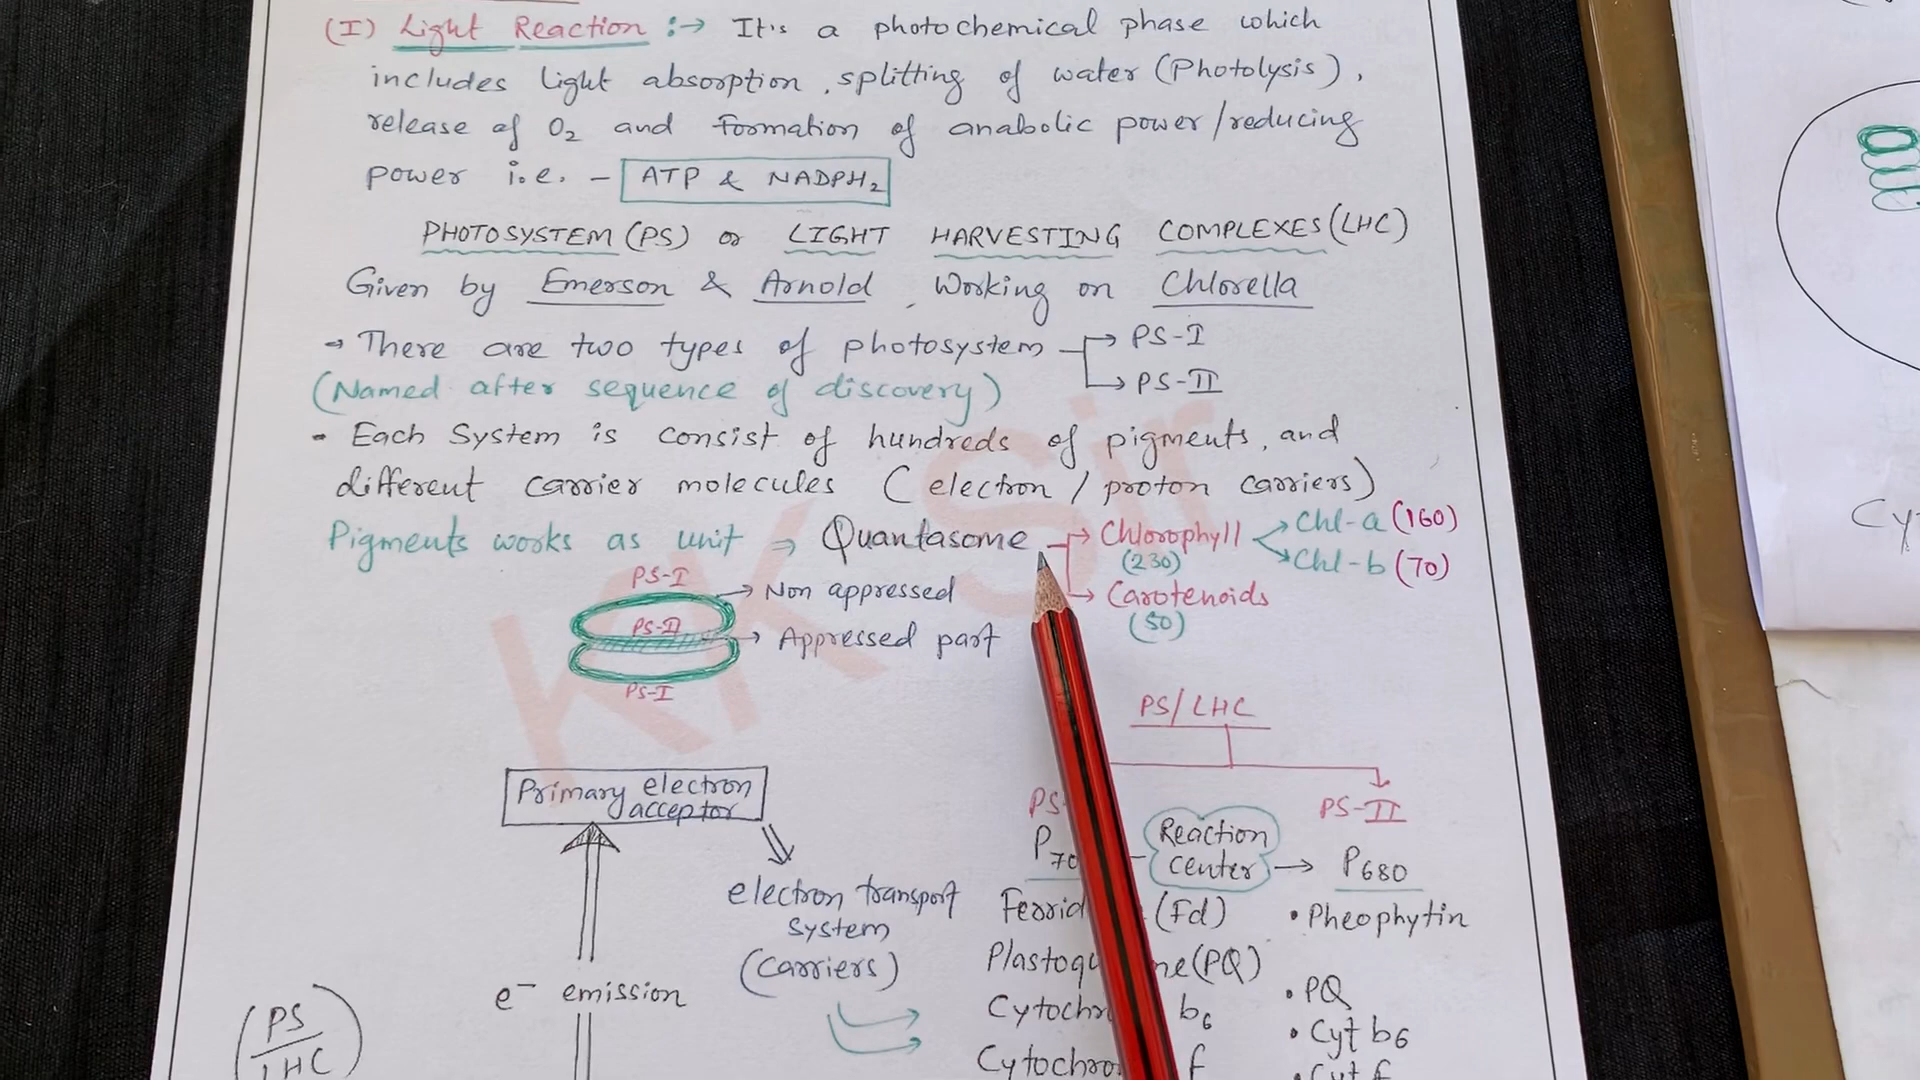 (I) Light Reaction :→ It's a photochemical phase which
includes light absorption, splitting of water (Photolysis),
release of O₂ and formation of anabolic power/reducing
power i.e. - ATP & NADPH₂
PHOTOSYSTEM (PS) or LIGHT HARVESTING COMPLEXES (LHC)
Given by Emerson & Arnold, Working on Chlorella
→ There are two types of photosystem → PS-I
→ PS-II
(Named after sequence of discovery)
- Each System is consist of hundreds of pigments, and
different carrier molecules (electron / proton carriers)
Pigments works as unit → Quantasome → Chlorophyll → Chl-a (160)
(230) → Chl-b (70)
→ Carotenoids
(50)
PS-I
→ Non appressed
PS-II
→ Appressed part
PS-I
KK Sir
PS/LHC
Primary electron
acceptor
PS-II
Reaction
center → P680
electron transport
system
(Carriers)
(Fd)
• Pheophytin
(PQ)
• PQ
e⁻ emission
b₆
• Cyt b6
f
• Cyt f
PS
LHC